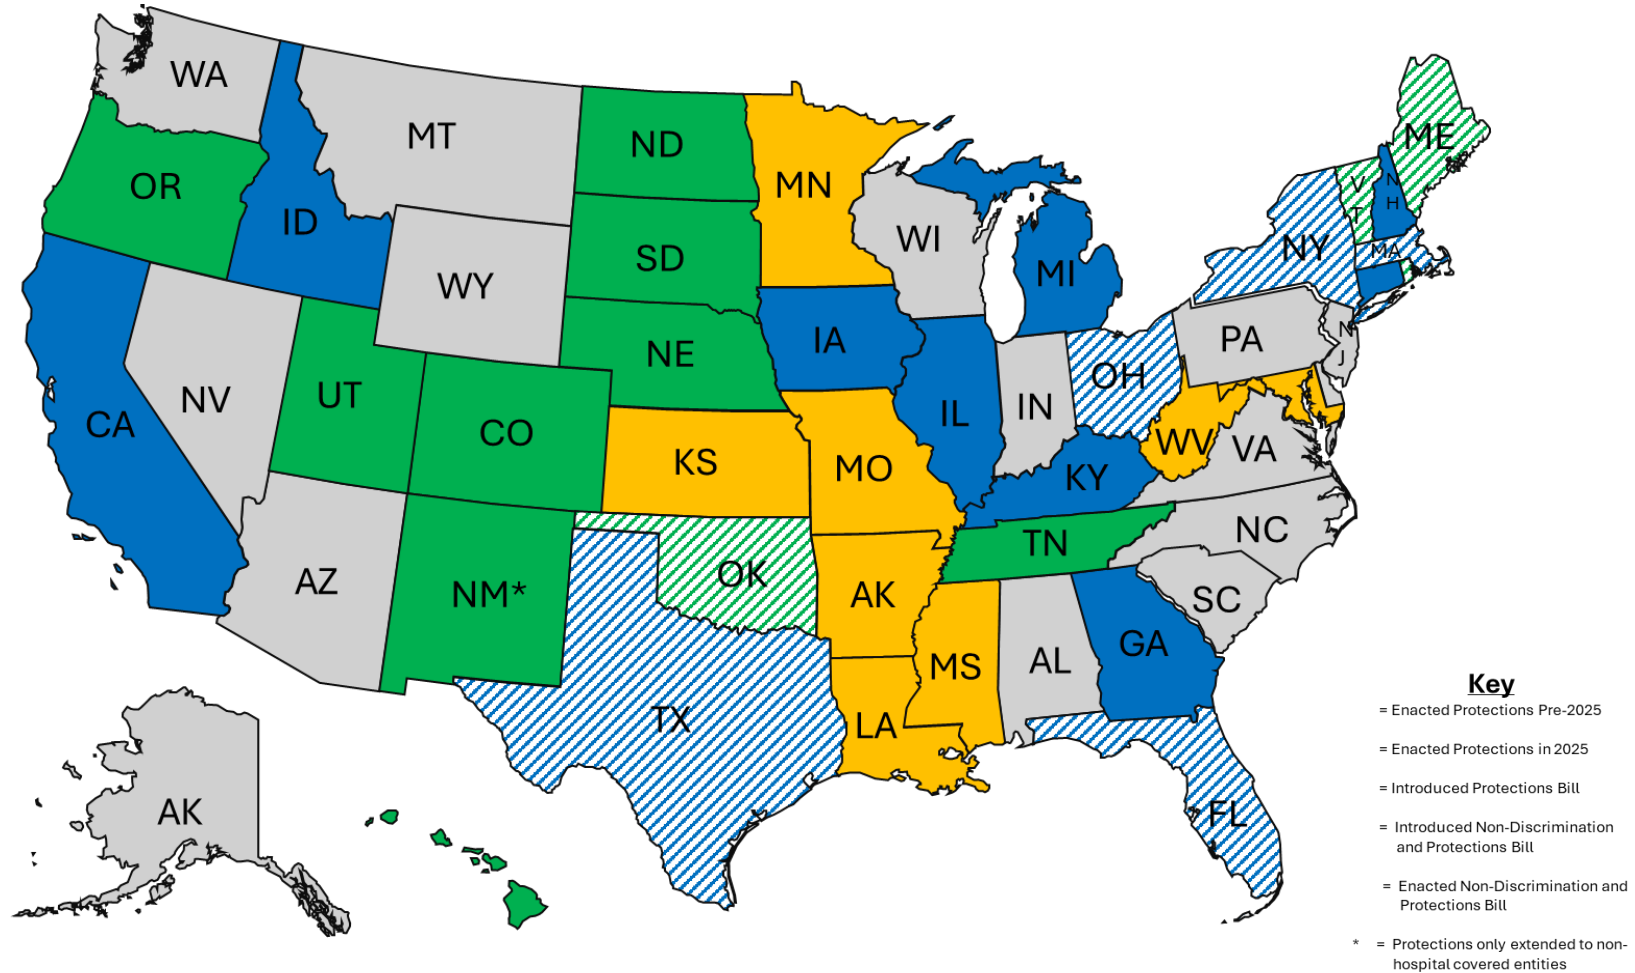 WA
MT
ND
MN
ME
OR
ID
SD
WI
MI
V
T
N
H
NY
MA
WY
NE
IA
PA
N
J
NV
UT
CO
CA
KS
MO
IL
IN
OH
WV
VA
KY
NC
TN
AZ
NM*
OK
AK
SC
MS
AL
GA
TX
LA
FL
AK
Key
= Enacted Protections Pre-2025
= Enacted Protections in 2025
= Introduced Protections Bill
= Introduced Non-Discrimination
and Protections Bill
= Enacted Non-Discrimination and
Protections Bill
* = Protections only extended to non-
hospital covered entities